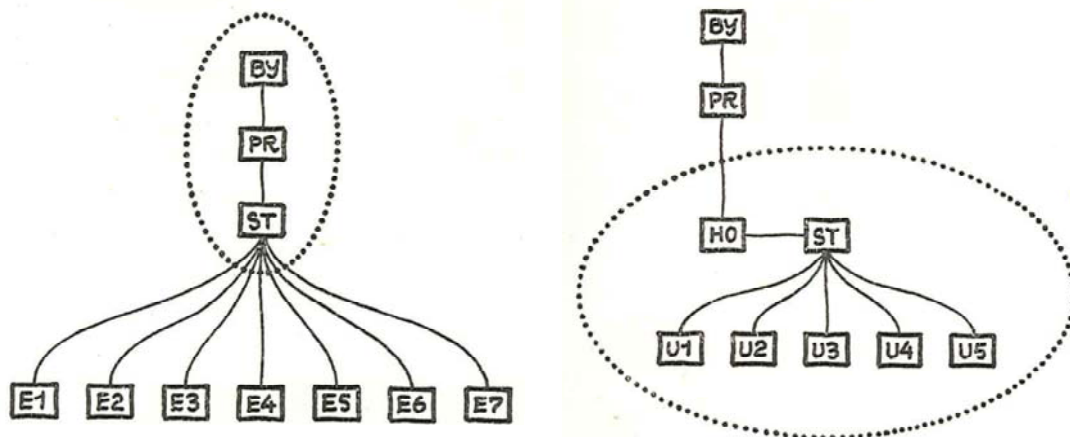 BY
PR
ST
E1 E2 E3 E4 E5 E6 E7
BY
PR
HO ST
U1 U2 U3 U4 U5